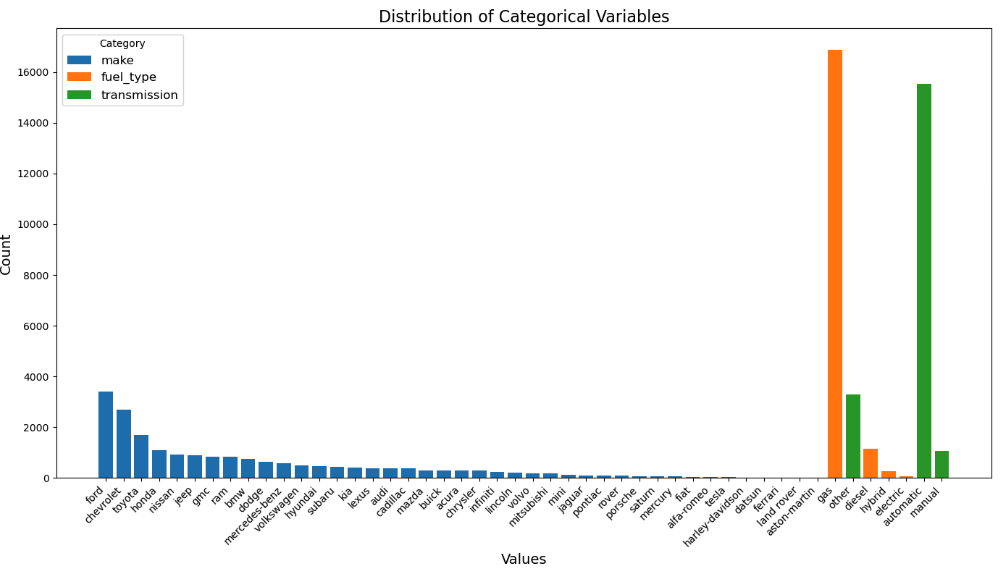 Distribution of Categorical Variables
Category
make
fuel_type
transmission
Count
16000
14000
12000
10000
8000
6000
4000
2000
0
ford
chevrolet
toyota
honda
nissan
jeep
gmc
ram
bmw
dodge
mercedes-benz
volkswagen
hyundai
subaru
kia
lexus
audi
cadillac
mazda
buick
acura
chrysler
infiniti
lincoln
volvo
mitsubishi
mini
jaguar
pontiac
rover
porsche
saturn
mercury
fiat
alfa-romeo
tesla
harley-davidson
datsun
ferrari
land rover
aston-martin
gas
other
diesel
hybrid
electric
automatic
manual
Values